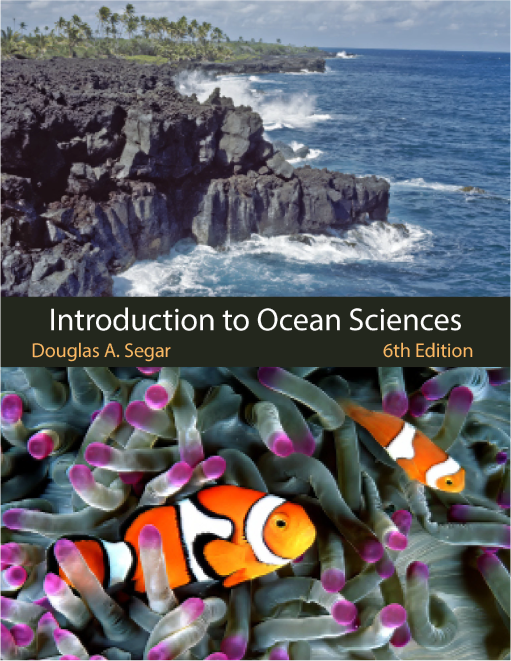 Introduction to Ocean Sciences
Douglas A. Segar
6th Edition